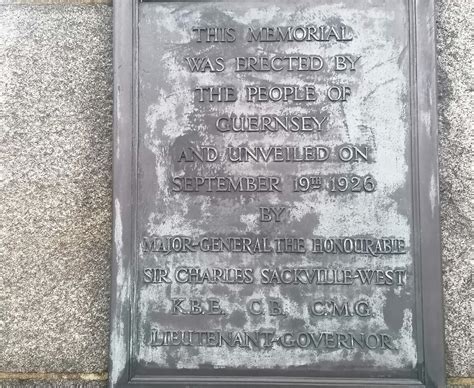 THIS MEMORIAL
WAS ERECTED BY
THE PEOPLE OF
GUERNSEY
AND UNVEILED ON
SEPTEMBER 19TH 1926
BY
MAJOR-GENERAL THE HONOURABLE
SIR CHARLES SACKVILLE-WEST
K.B.E. C.B. C.M.G.
LIEUTENANT-GOVERNOR